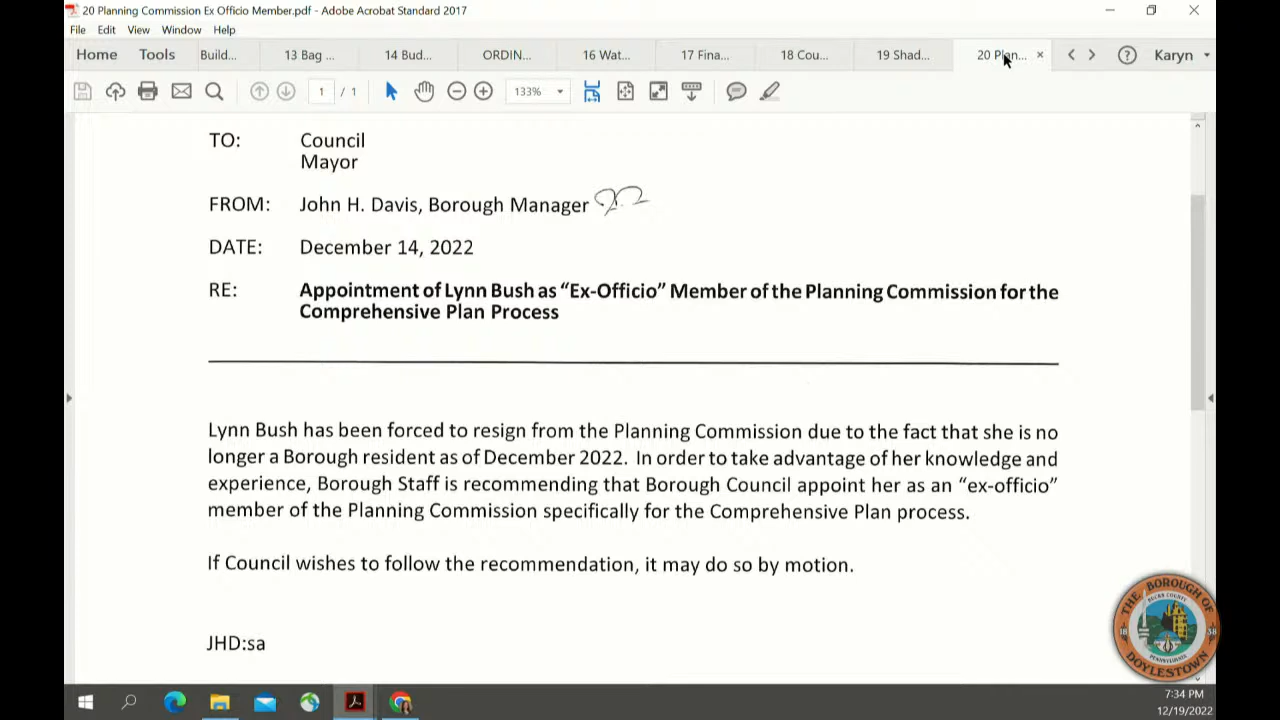 20 Planning Commission Ex Officio Member.pdf - Adobe Acrobat Standard 2017
File Edit View Window Help
Home Tools Build... 13 Bag ... 14 Bud... ORDIN... 16 Wat... 17 Fina... 18 Cou... 19 Shad... 20 Plan... × Karyn
1 / 1 133%
TO: Council
Mayor
FROM: John H. Davis, Borough Manager
DATE: December 14, 2022
RE: Appointment of Lynn Bush as “Ex-Officio” Member of the Planning Commission for the
Comprehensive Plan Process
Lynn Bush has been forced to resign from the Planning Commission due to the fact that she is no
longer a Borough resident as of December 2022. In order to take advantage of her knowledge and
experience, Borough Staff is recommending that Borough Council appoint her as an “ex-officio”
member of the Planning Commission specifically for the Comprehensive Plan process.
If Council wishes to follow the recommendation, it may do so by motion.
JHD:sa
THE BOROUGH OF
BUCKS COUNTY
18 38
PENNSYLVANIA
DOYLESTOWN
7:34 PM
12/19/2022